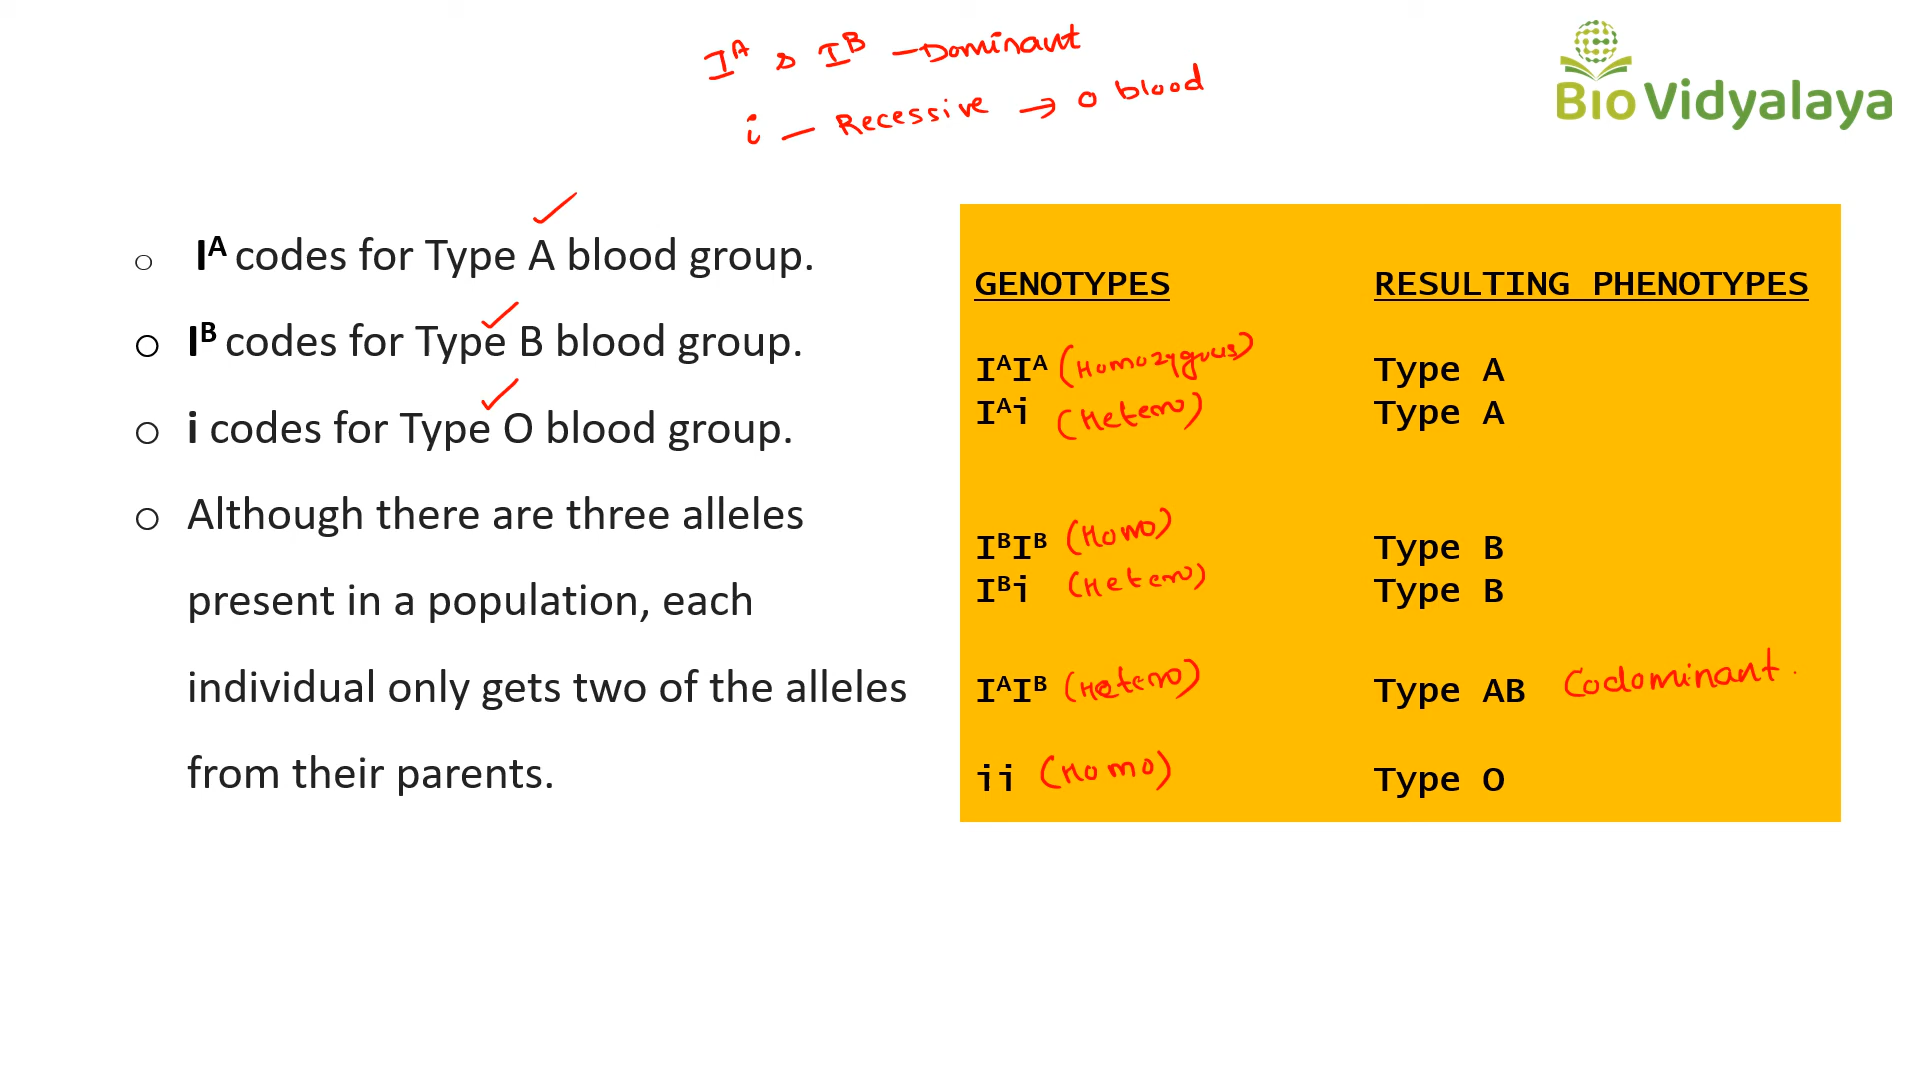 Iᴬ & Iᴮ – Dominant
i – Recessive → O blood
Bio Vidyalaya
Iᴬ codes for Type A blood group.
Iᴮ codes for Type B blood group.
i codes for Type O blood group.
Although there are three alleles
present in a population, each
individual only gets two of the alleles
from their parents.
GENOTYPES RESULTING PHENOTYPES
IᴬIᴬ (Homozygous) Type A
Iᴬi (Hetero) Type A
IᴮIᴮ (Homo) Type B
Iᴮi (Hetero) Type B
IᴬIᴮ (Hetero) Type AB Codominant.
ii (Homo) Type O